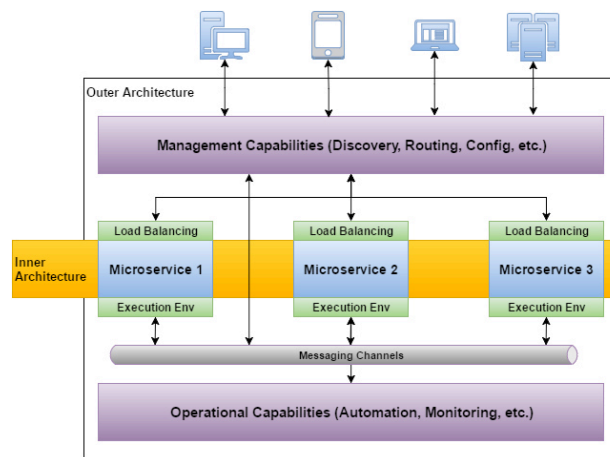 Outer Architecture
Management Capabilities (Discovery, Routing, Config, etc.)
Load Balancing
Load Balancing
Load Balancing
Inner
Architecture
Microservice 1
Microservice 2
Microservice 3
Execution Env
Execution Env
Execution Env
Messaging Channels
Operational Capabilities (Automation, Monitoring, etc.)